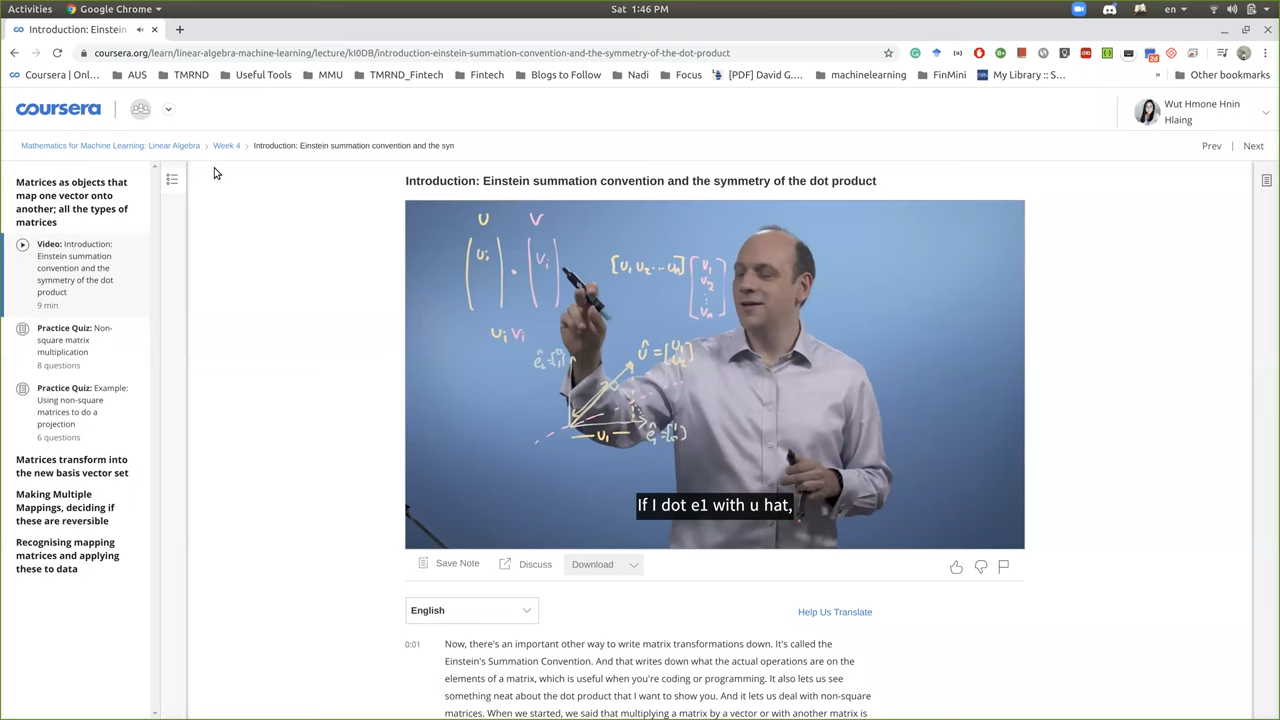 Activities
Google Chrome
Sat 1:46 PM
en
Introduction: Einstein
coursera.org/learn/linear-algebra-machine-learning/lecture/kI0DB/introduction-einstein-summation-convention-and-the-symmetry-of-the-dot-product
Coursera | Onl…
AUS
TMRND
Useful Tools
MMU
TMRND_Fintech
Fintech
Blogs to Follow
Nadi
Focus
[PDF] David G.…
machinelearning
FinMini
My Library :: S…
»
Other bookmarks
coursera
Wut Hmone Hnin
Hlaing
Mathematics for Machine Learning: Linear Algebra > Week 4 > Introduction: Einstein summation convention and the syn
Prev | Next
Matrices as objects that
map one vector onto
another; all the types of
matrices
Video: Introduction:
Einstein summation
convention and the
symmetry of the dot
product
9 min
Practice Quiz: Non-
square matrix
multiplication
8 questions
Practice Quiz: Example:
Using non-square
matrices to do a
projection
6 questions
Matrices transform into
the new basis vector set
Making Multiple
Mappings, deciding if
these are reversible
Recognising mapping
matrices and applying
these to data
Introduction: Einstein summation convention and the symmetry of the dot product
u v
(uᵢ) · (vᵢ)
[u₁ u₂ ... uₙ] [v₁ v₂ ⋮ vₙ]
uᵢ vᵢ
û = [u₁ u₂]
u₁
If I dot e1 with u hat,
Save Note
Discuss
Download
English
Help Us Translate
0:01
Now, there's an important other way to write matrix transformations down. It's called the
Einstein's Summation Convention. And that writes down what the actual operations are on the
elements of a matrix, which is useful when you're coding or programming. It also lets us see
something neat about the dot product that I want to show you. And it lets us deal with non-square
matrices. When we started, we said that multiplying a matrix by a vector or with another matrix is